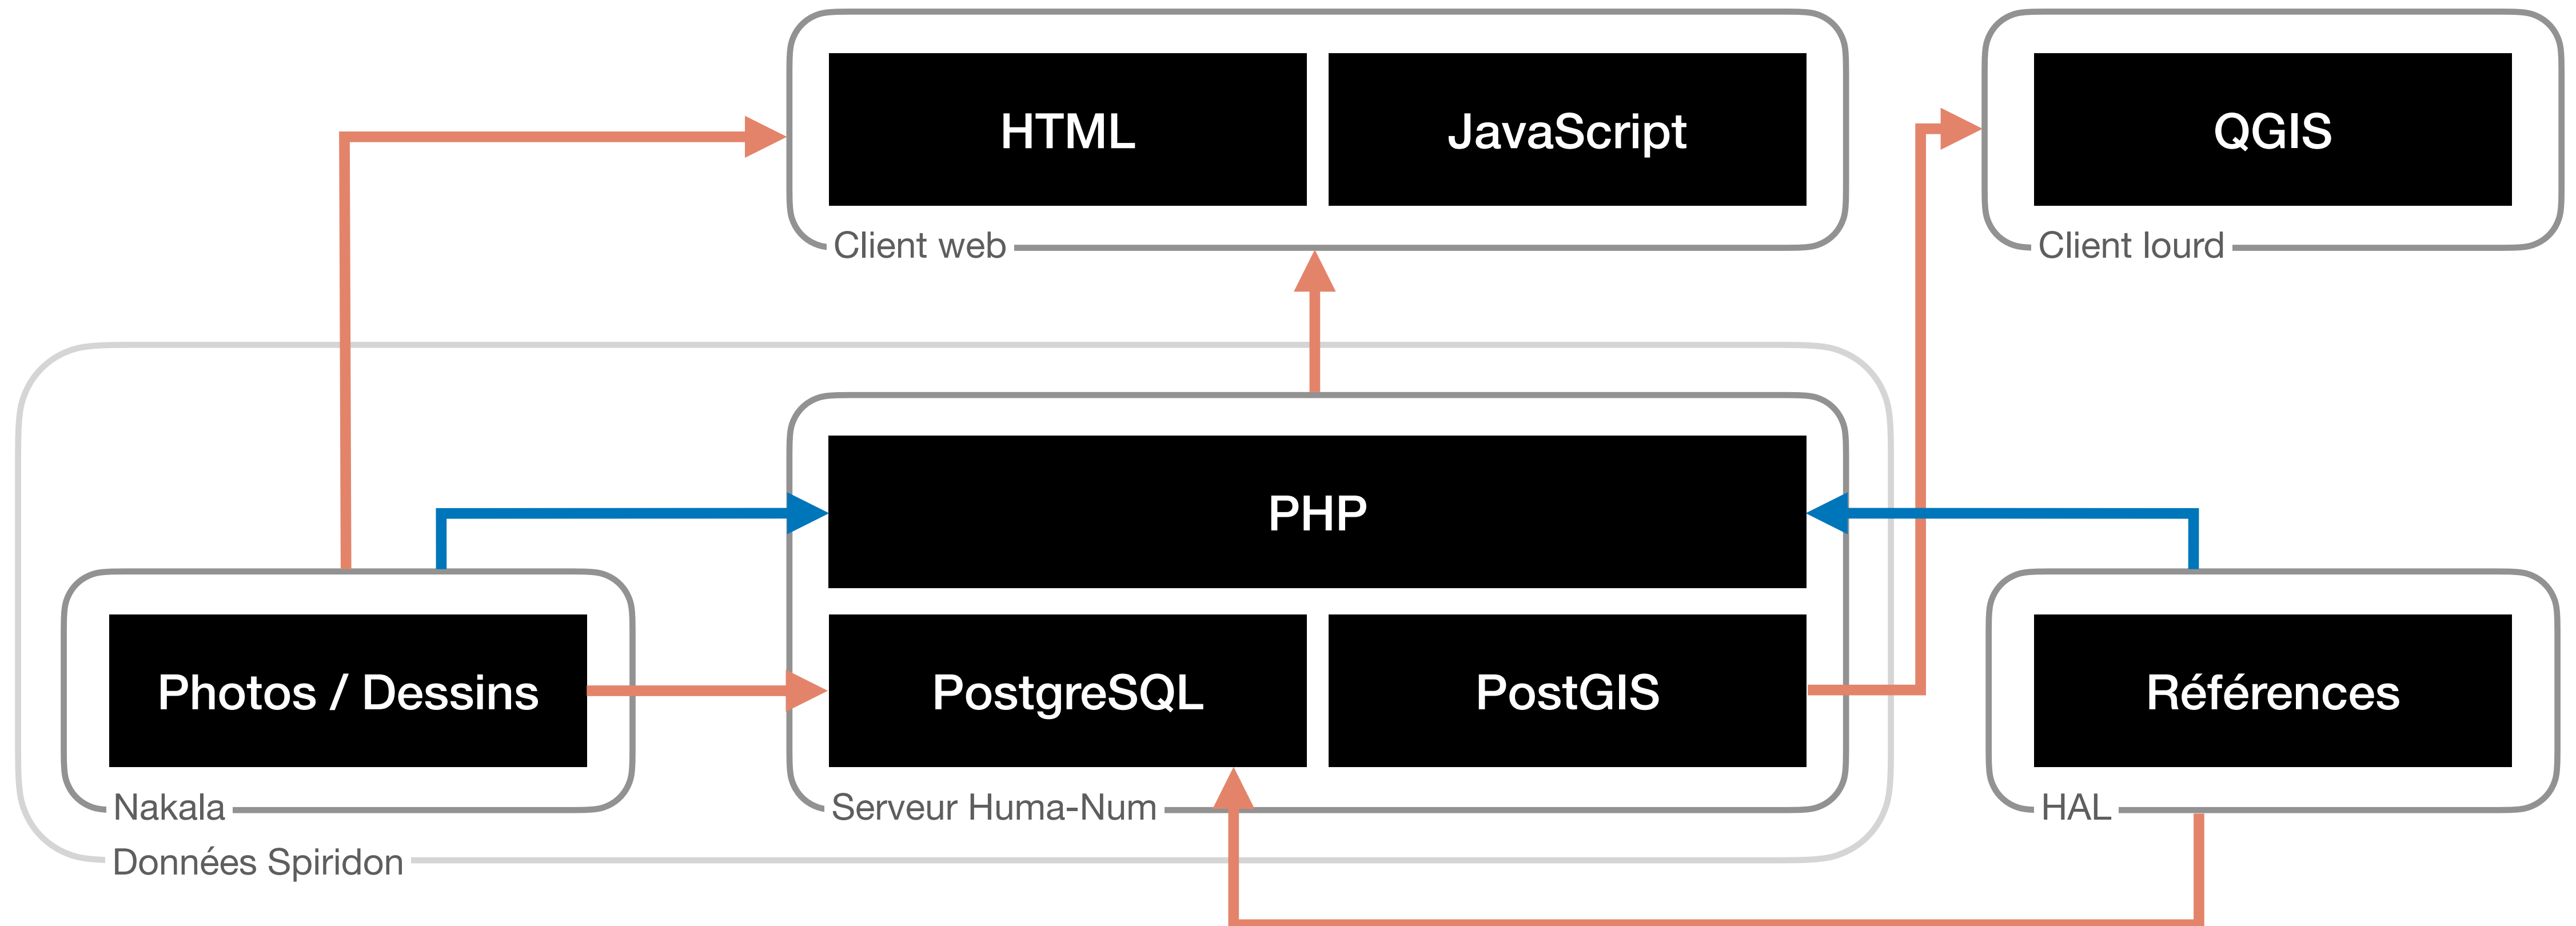 HTML
JavaScript
QGIS
Client web
Client lourd
PHP
Photos / Dessins
PostgreSQL
PostGIS
Références
Nakala
Serveur Huma-Num
HAL
Données Spiridon